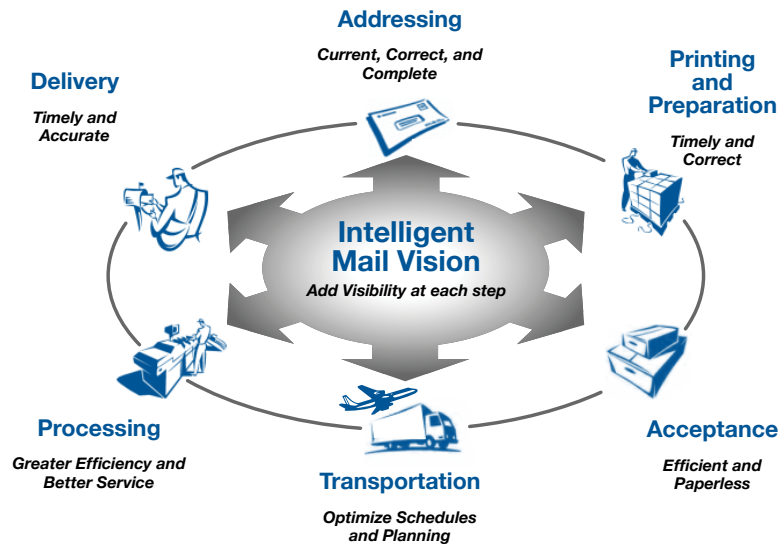 Addressing
Current, Correct, and
Complete
Printing
and
Preparation
Timely and
Correct
Acceptance
Efficient and
Paperless
Transportation
Optimize Schedules
and Planning
Processing
Greater Efficiency and
Better Service
Delivery
Timely and
Accurate
Intelligent
Mail Vision
Add Visibility at each step